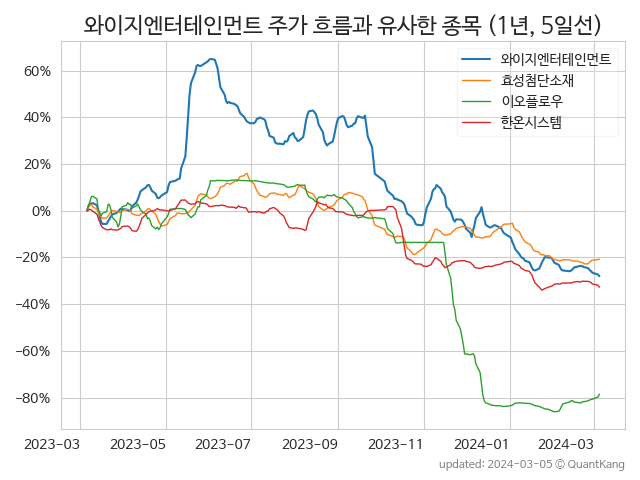 와이지엔터테인먼트 주가 흐름과 유사한 종목 (1년, 5일선)
와이지엔터테인먼트
효성첨단소재
이오플로우
한온시스템
60%
40%
20%
0%
−20%
−40%
−60%
−80%
2023−03 2023−05 2023−07 2023−09 2023−11 2024−01 2024−03
updated: 2024-03-05 © QuantKang